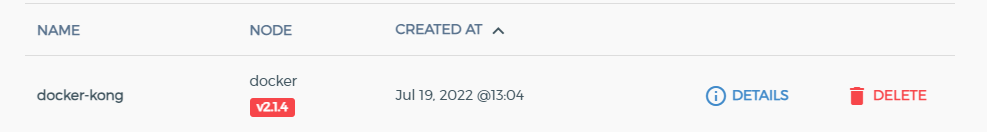 NAME NODE CREATED AT
docker-kong docker Jul 19, 2022 @13:04 DETAILS DELETE
v2.1.4